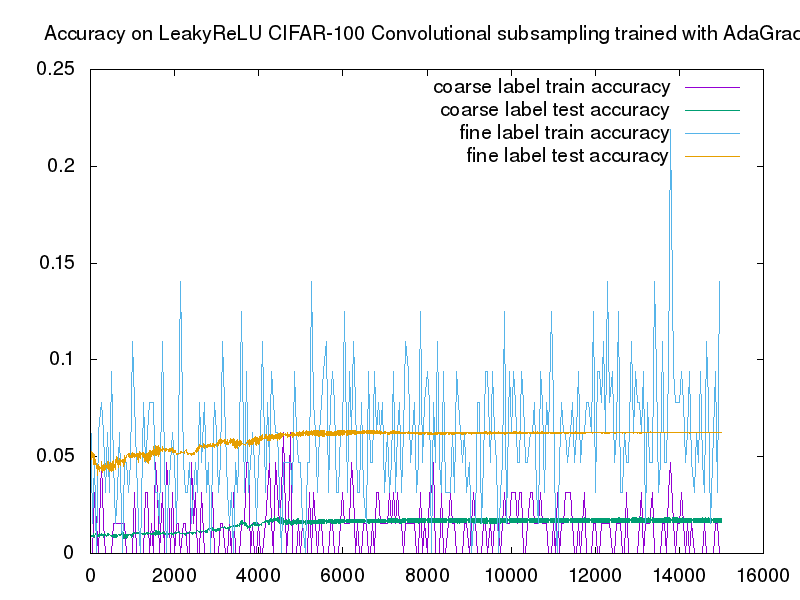 Accuracy on LeakyReLU CIFAR-100 Convolutional subsampling trained with AdaGrad
0.25
coarse label train accuracy
coarse label test accuracy
fine label train accuracy
fine label test accuracy
0.2
0.15
0.1
0.05
0
0 2000 4000 6000 8000 10000 12000 14000 16000